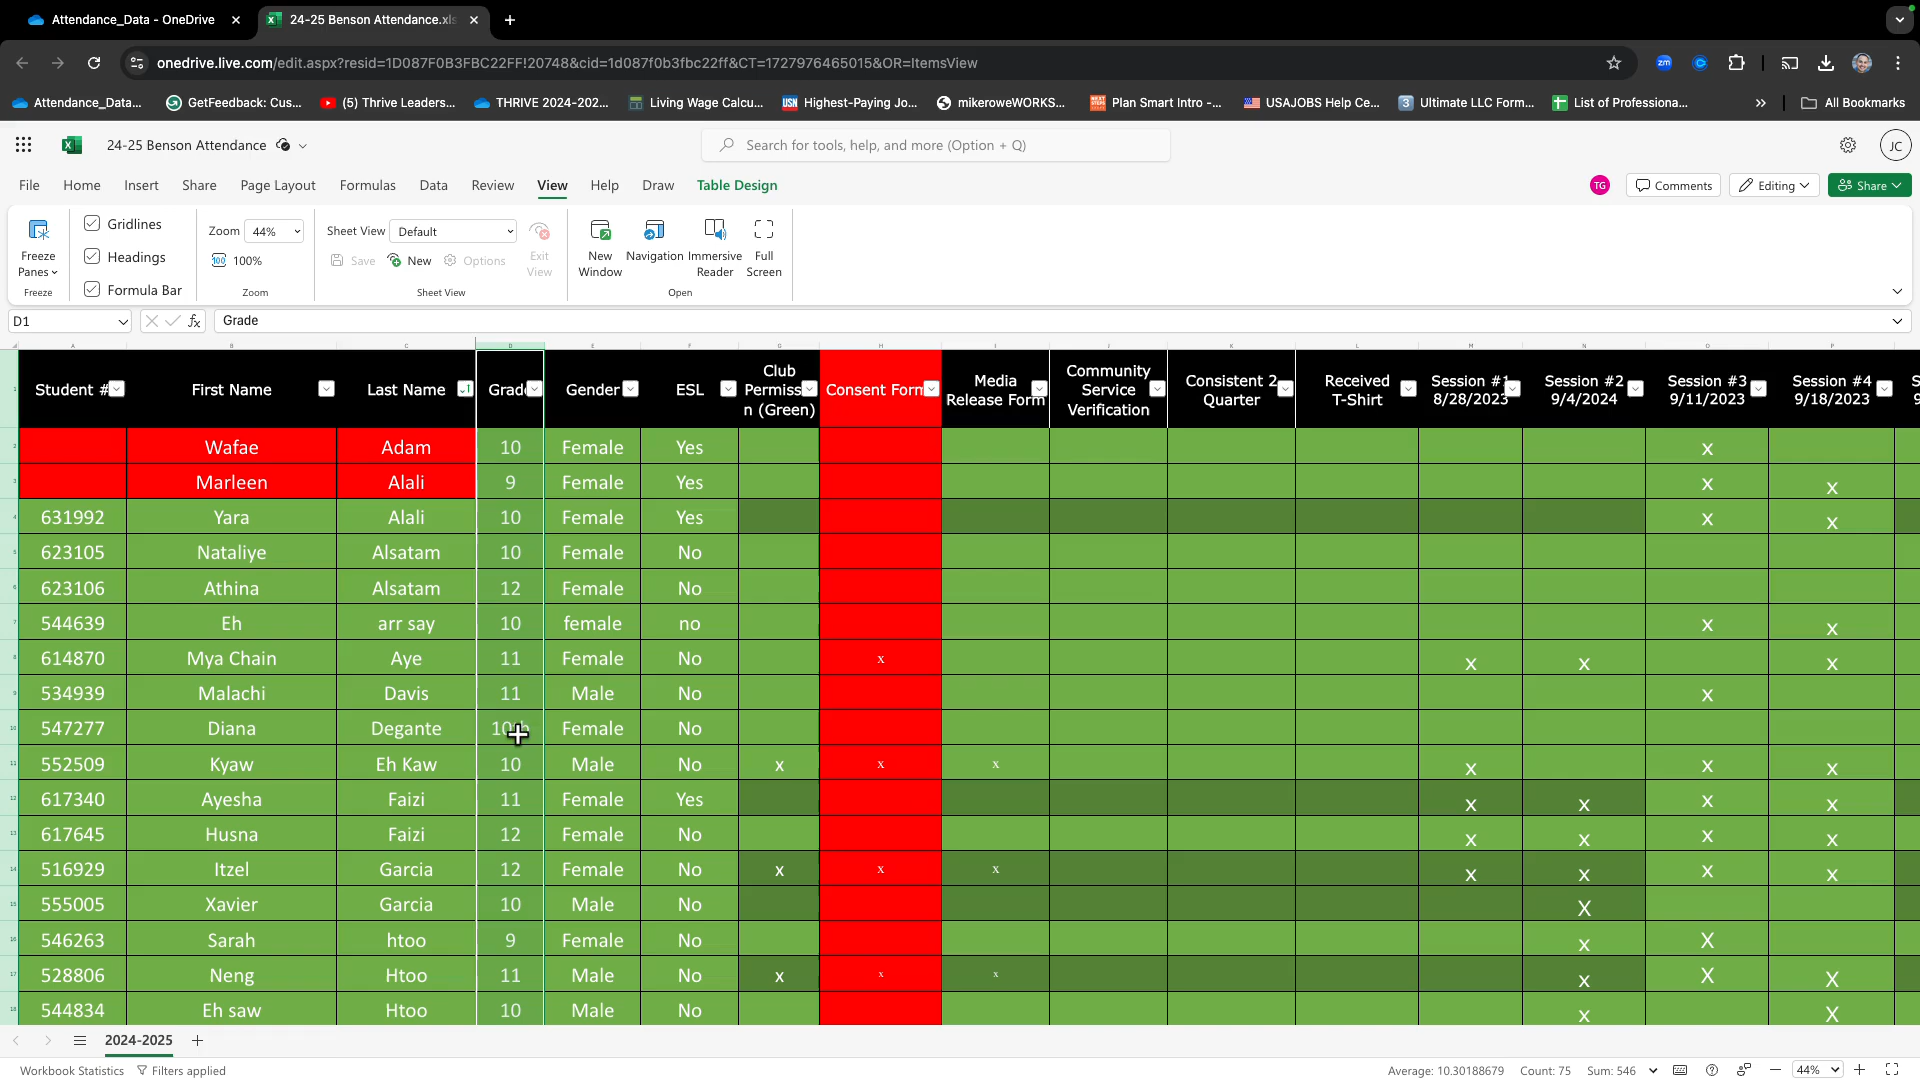 Attendance_Data - OneDrive
24-25 Benson Attendance.xls
onedrive.live.com/edit.aspx?resid=1D087F0B3FBC22FF!20748&cid=1d087f0b3fbc22ff&CT=1727976465015&OR=ItemsView
Attendance_Data... GetFeedback: Cus... (5) Thrive Leaders... THRIVE 2024-202... Living Wage Calcu... Highest-Paying Jo... mikeroweWORKS... Plan Smart Intro -... USAJOBS Help Ce... Ultimate LLC Form... List of Professiona... » All Bookmarks
24-25 Benson Attendance
Search for tools, help, and more (Option + Q)
JC
File Home Insert Share Page Layout Formulas Data Review View Help Draw Table Design
TG Comments Editing Share
Freeze Panes
Freeze
Gridlines
Headings
Formula Bar
Zoom 44%
100%
Zoom
Sheet View Default
Save New Options
Exit View
Sheet View
New Window
Navigation
Immersive Reader
Full Screen
Open
D1 fx Grade
A B C D E F G H I J K L M N O P
Student # First Name Last Name Grade Gender ESL Club Permissi n (Green) Consent Form Media Release Form Community Service Verification Consistent 2 Quarter Received T-Shirt Session #1 8/28/2023 Session #2 9/4/2024 Session #3 9/11/2023 Session #4 9/18/2023
Wafae Adam 10 Female Yes x
Marleen Alali 9 Female Yes x x
631992 Yara Alali 10 Female Yes x x
623105 Nataliye Alsatam 10 Female No
623106 Athina Alsatam 12 Female No
544639 Eh arr say 10 female no x x
614870 Mya Chain Aye 11 Female No x x x x
534939 Malachi Davis 11 Male No x
547277 Diana Degante Female No
552509 Kyaw Eh Kaw 10 Male No x x x x x x
617340 Ayesha Faizi 11 Female Yes x x x x
617645 Husna Faizi 12 Female No x x x x
516929 Itzel Garcia 12 Female No x x x x x x x
555005 Xavier Garcia 10 Male No X
546263 Sarah htoo 9 Female No x X
528806 Neng Htoo 11 Male No x x x x X X
544834 Eh saw Htoo 10 Male No x X
2024-2025
Workbook Statistics Filters applied
Average: 10.30188679 Count: 75 Sum: 546 44%